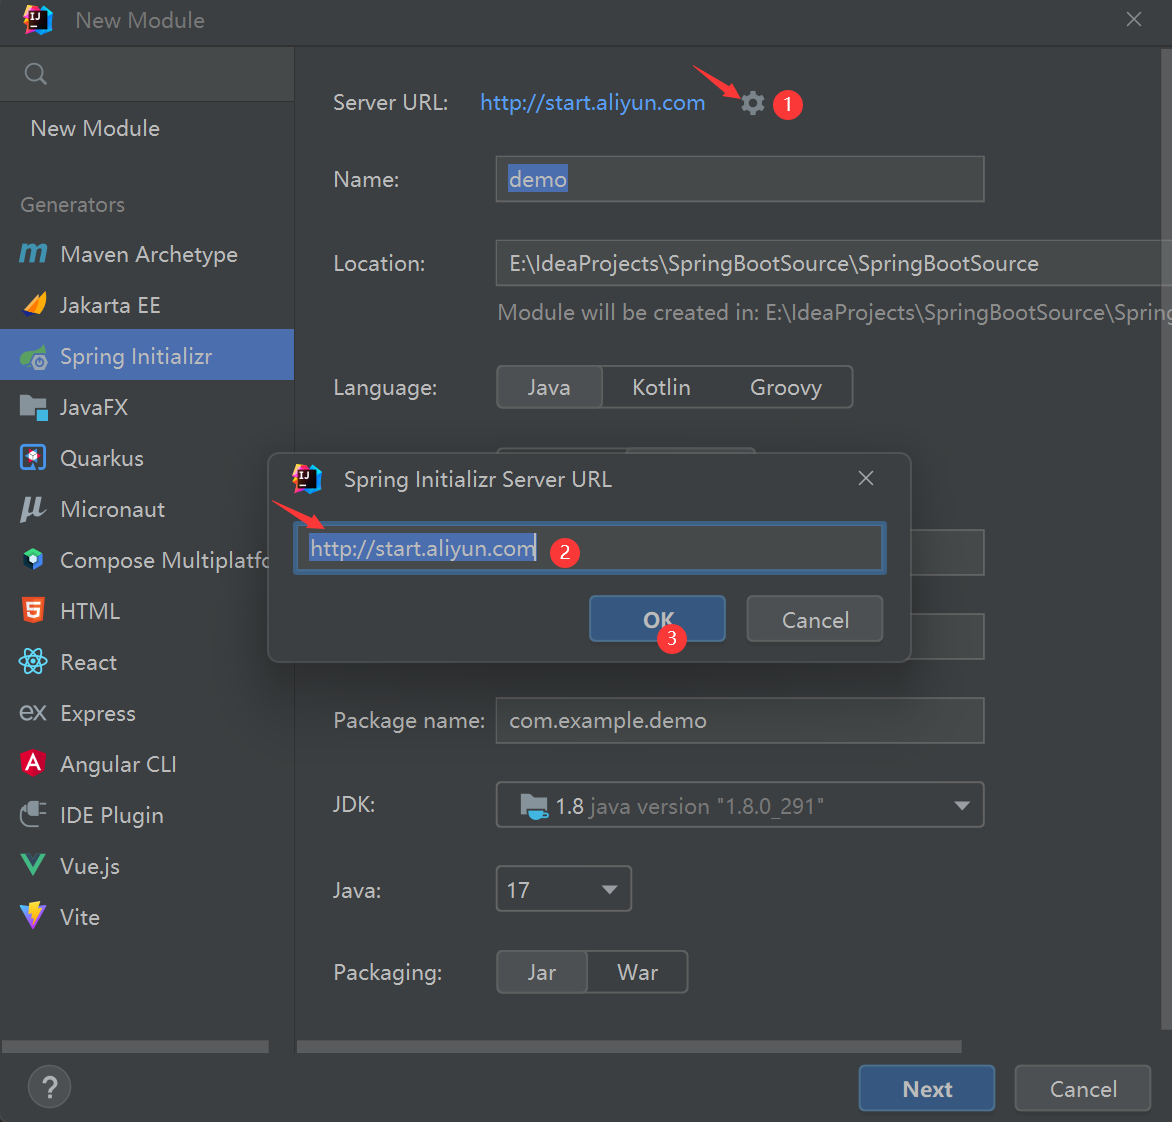 New Module
New Module
Generators
Maven Archetype
Jakarta EE
Spring Initializr
JavaFX
Quarkus
Micronaut
Compose Multiplatfo
HTML
React
Express
Angular CLI
IDE Plugin
Vue.js
Vite
Server URL: http://start.aliyun.com 1
Name: demo
Location: E:\IdeaProjects\SpringBootSource\SpringBootSource
Module will be created in: E:\IdeaProjects\SpringBootSource\Spring
Language: Java Kotlin Groovy
Spring Initializr Server URL
http://start.aliyun.com 2
OK 3 Cancel
Package name: com.example.demo
JDK: 1.8 java version "1.8.0_291"
Java: 17
Packaging: Jar War
? Next Cancel